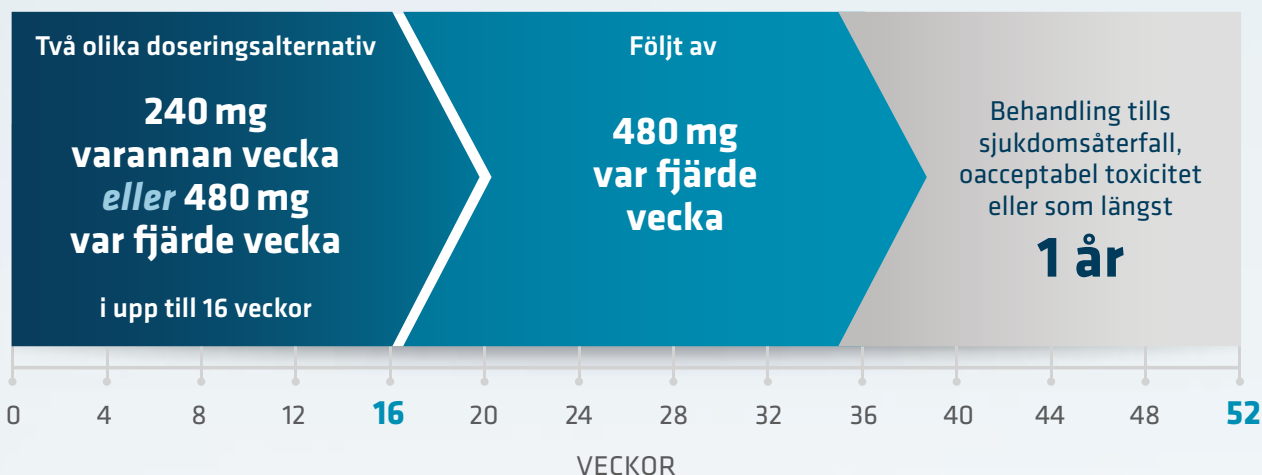 Två olika doseringsalternativ
240 mg
varannan vecka
eller 480 mg
var fjärde vecka
i upp till 16 veckor
Följt av
480 mg
var fjärde
vecka
Behandling tills
sjukdomsåterfall,
oacceptabel toxicitet
eller som längst
1 år
0 4 8 12 16 20 24 28 32 36 40 44 48 52
VECKOR